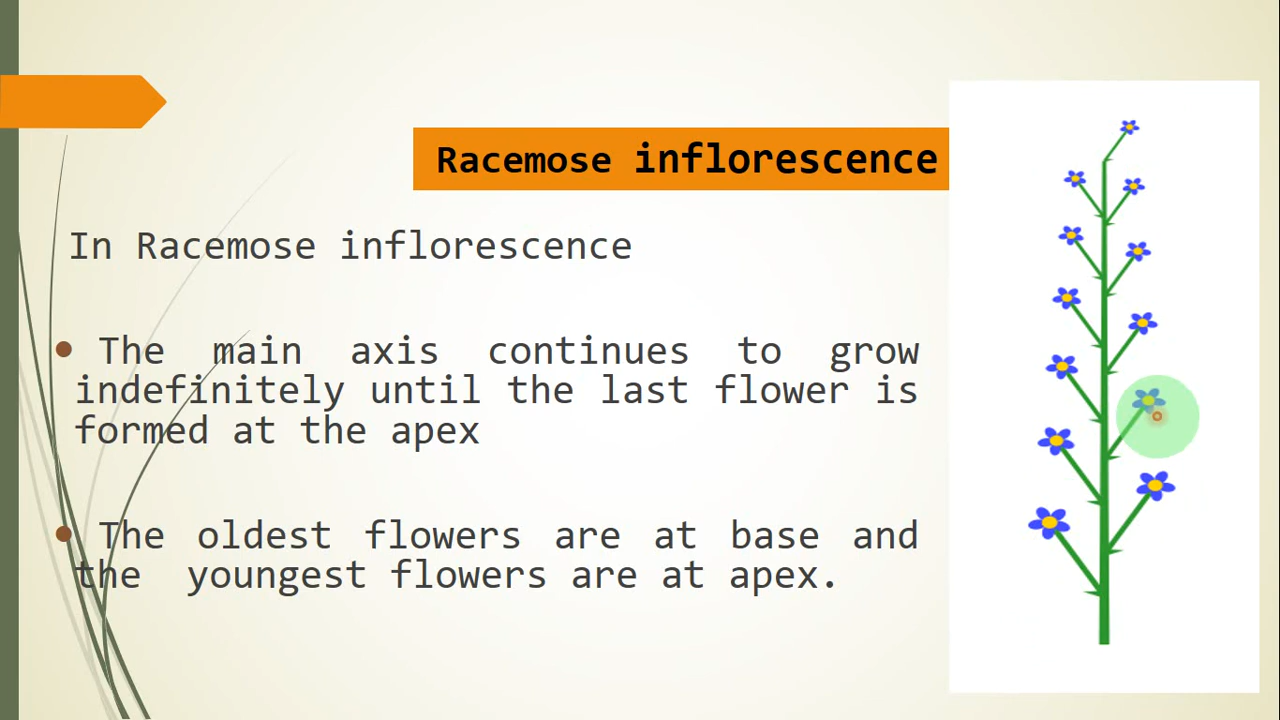 Racemose inflorescence
In Racemose inflorescence
The main axis continues to grow
indefinitely until the last flower is
formed at the apex
The oldest flowers are at base and
the youngest flowers are at apex.